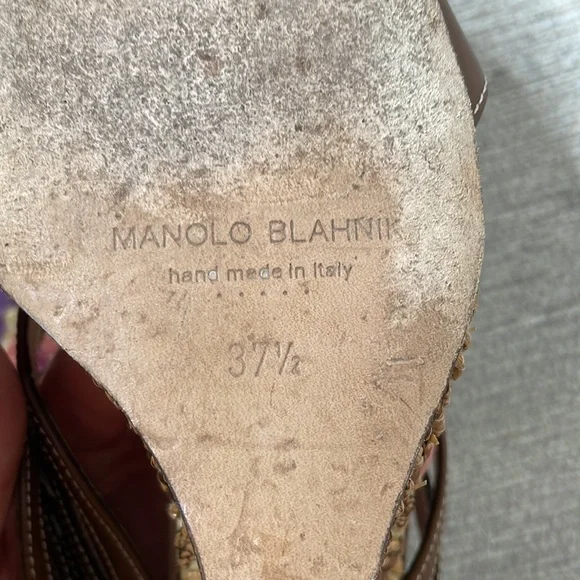 MANOLO BLAHNIK
hand made in Italy
37½